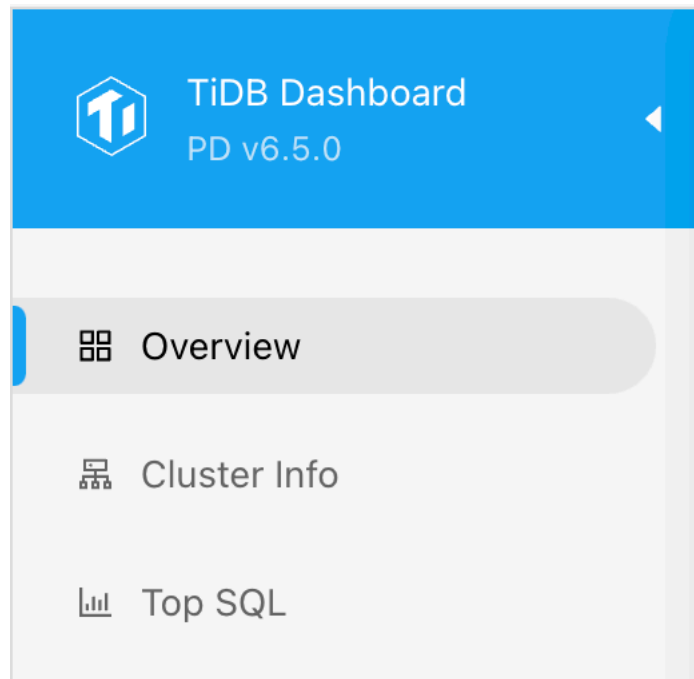 TiDB Dashboard
PD v6.5.0
Overview
Cluster Info
Top SQL